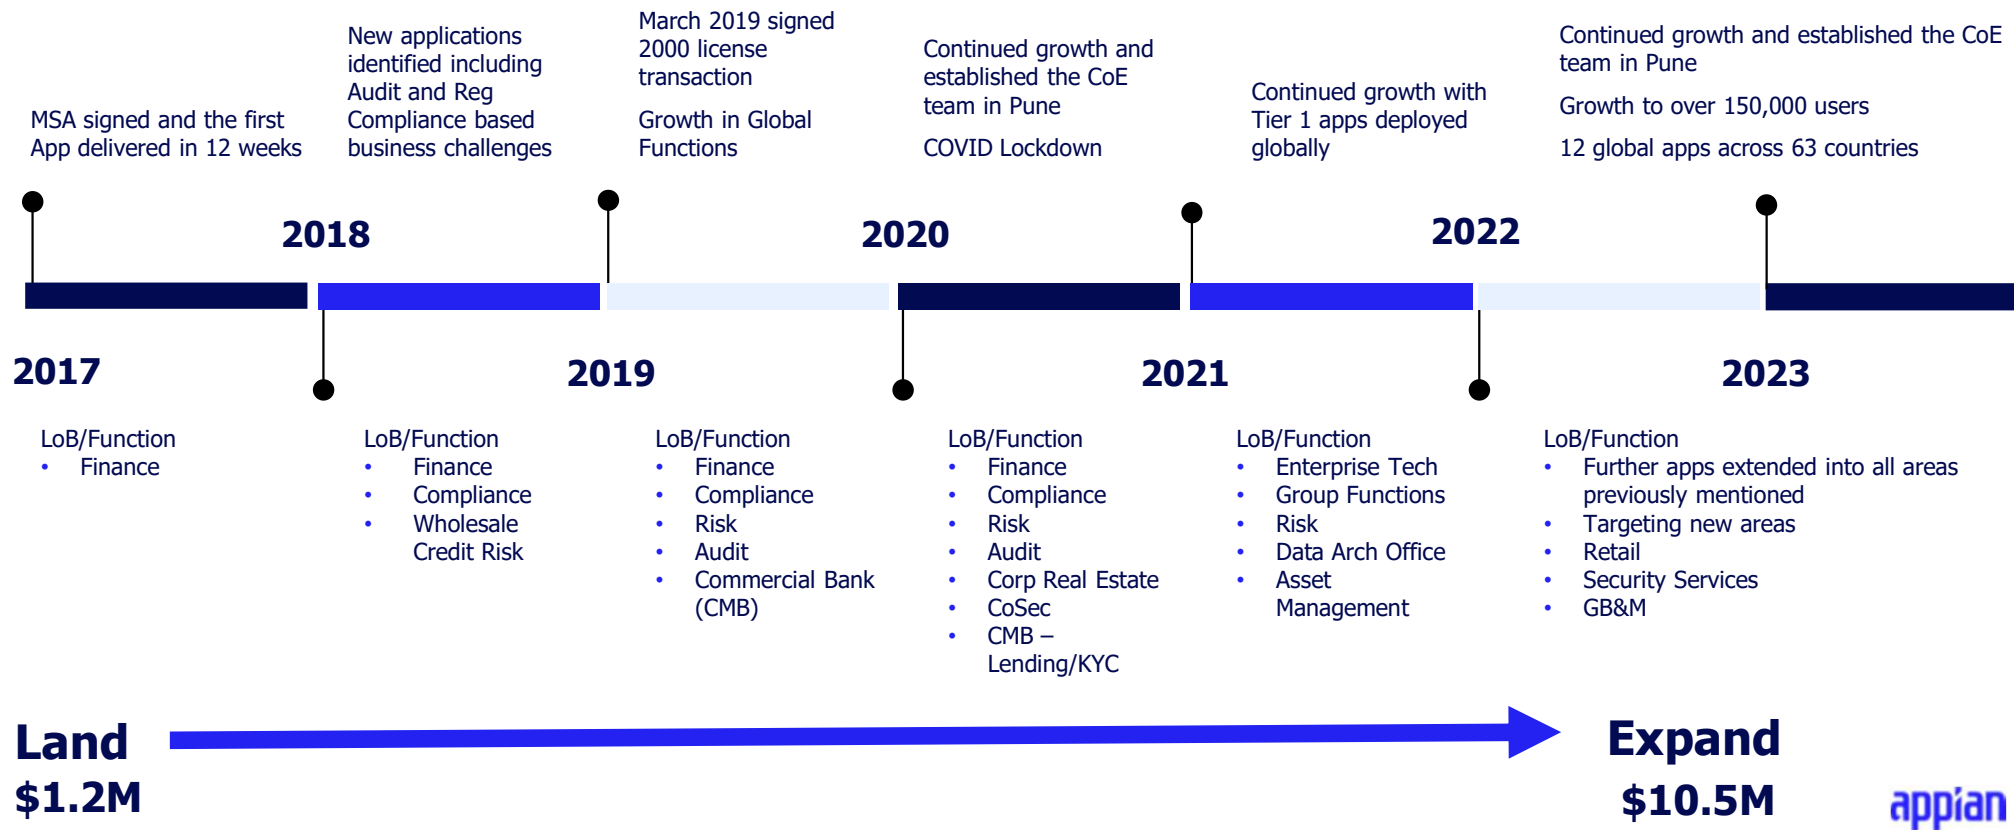 MSA signed and the first
App delivered in 12 weeks
New applications
identified including
Audit and Reg
Compliance based
business challenges
March 2019 signed
2000 license
transaction
Growth in Global
Functions
Continued growth and
established the CoE
team in Pune
COVID Lockdown
Continued growth with
Tier 1 apps deployed
globally
Continued growth and established the CoE
team in Pune
Growth to over 150,000 users
12 global apps across 63 countries
2018
2020
2022
2017
2019
2021
2023
LoB/Function
• Finance
LoB/Function
• Finance
• Compliance
• Wholesale
Credit Risk
LoB/Function
• Finance
• Compliance
• Risk
• Audit
• Commercial Bank
(CMB)
LoB/Function
• Finance
• Compliance
• Risk
• Audit
• Corp Real Estate
• CoSec
• CMB –
Lending/KYC
LoB/Function
• Enterprise Tech
• Group Functions
• Risk
• Data Arch Office
• Asset
Management
LoB/Function
• Further apps extended into all areas
previously mentioned
• Targeting new areas
• Retail
• Security Services
• GB&M
Land
$1.2M
Expand
$10.5M
appian